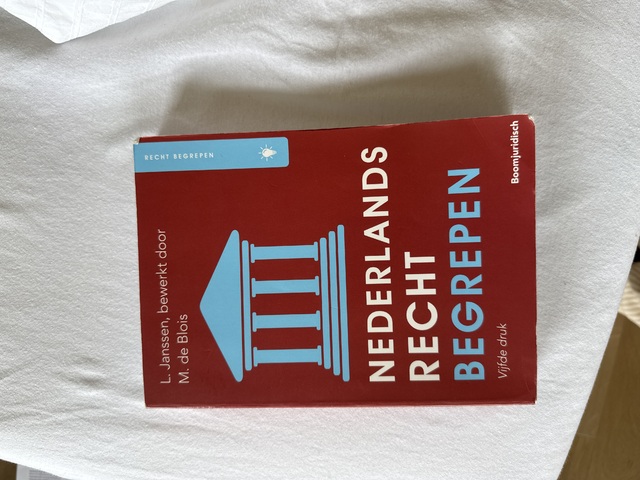 RECHT BEGREPEN
L. Janssen, bewerkt door
M. de Blois
NEDERLANDS
RECHT
BEGREPEN
Vijfde druk
Boomjuridisch